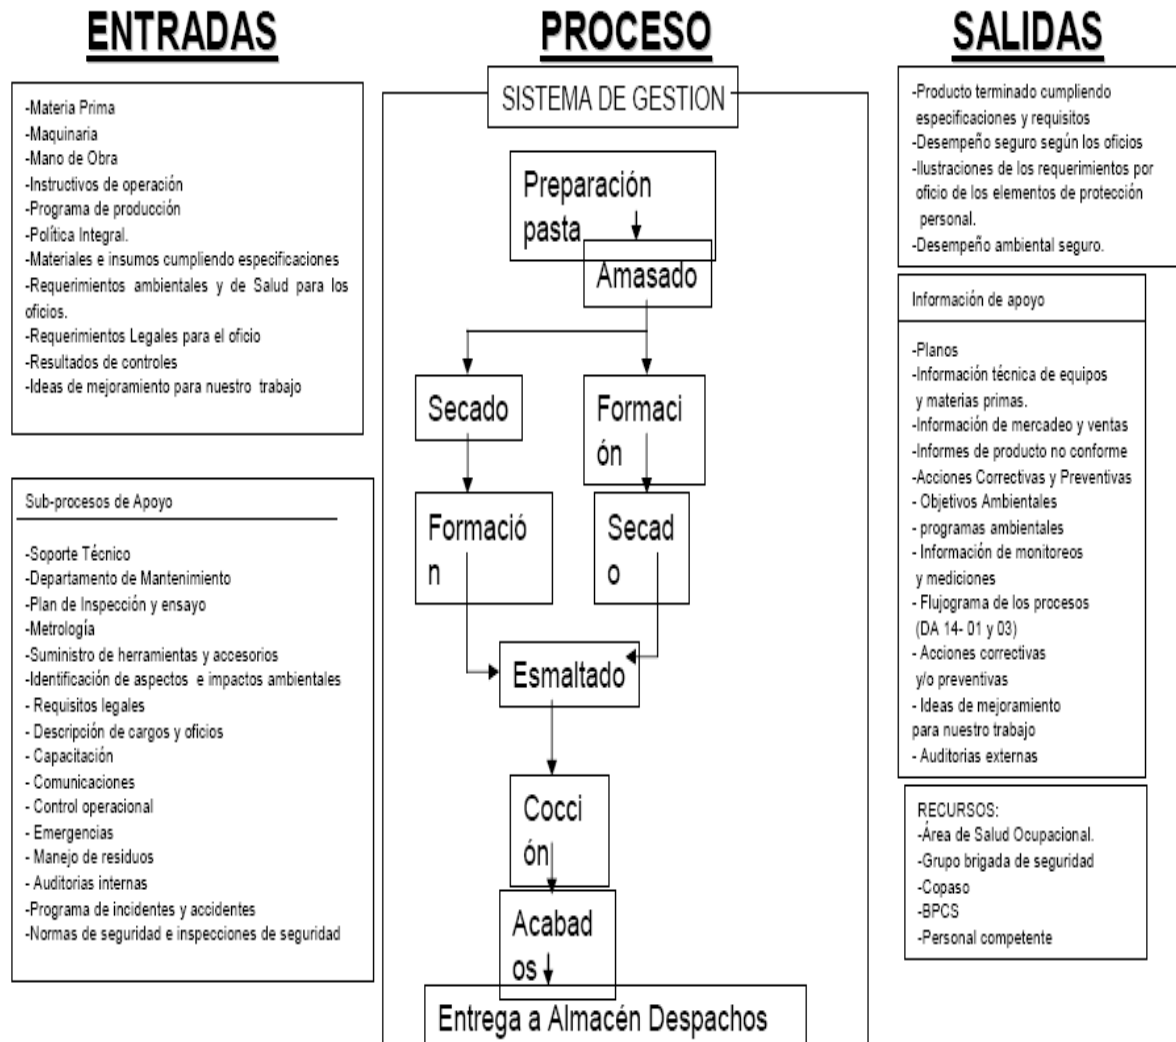 ENTRADAS
-Materia Prima
-Maquinaria
-Mano de Obra
-Instructivos de operación
-Programa de producción
-Política Integral.
-Materiales e insumos cumpliendo especificaciones
-Requerimientos ambientales y de Salud para los
oficios.
-Requerimientos Legales para el oficio
-Resultados de controles
-Ideas de mejoramiento para nuestro trabajo
Sub-procesos de Apoyo
-Soporte Técnico
-Departamento de Mantenimiento
-Plan de Inspección y ensayo
-Metrología
-Suministro de herramientas y accesorios
-Identificación de aspectos e impactos ambientales
- Requisitos legales
- Descripción de cargos y oficios
- Capacitación
- Comunicaciones
- Control operacional
- Emergencias
- Manejo de residuos
- Auditorias internas
-Programa de incidentes y accidentes
-Normas de seguridad e inspecciones de seguridad
PROCESO
SISTEMA DE GESTION
Preparación
pasta
Amasado
Secado
Formaci
ón
Formació
n
Secad
o
Esmaltado
Cocci
ón
Acabad
os
Entrega a Almacén Despachos
SALIDAS
-Producto terminado cumpliendo
especificaciones y requisitos
-Desempeño seguro según los oficios
-Ilustraciones de los requerimientos por
oficio de los elementos de protección
personal.
-Desempeño ambiental seguro.
Información de apoyo
-Planos
-Información técnica de equipos
y materias primas.
-Información de mercadeo y ventas
-Informes de producto no conforme
-Acciones Correctivas y Preventivas
- Objetivos Ambientales
- programas ambientales
- Información de monitoreos
y mediciones
- Flujograma de los procesos
(DA 14- 01 y 03)
- Acciones correctivas
y/o preventivas
- Ideas de mejoramiento
para nuestro trabajo
- Auditorias externas
RECURSOS:
-Área de Salud Ocupacional.
-Grupo brigada de seguridad
-Copaso
-BPCS
-Personal competente